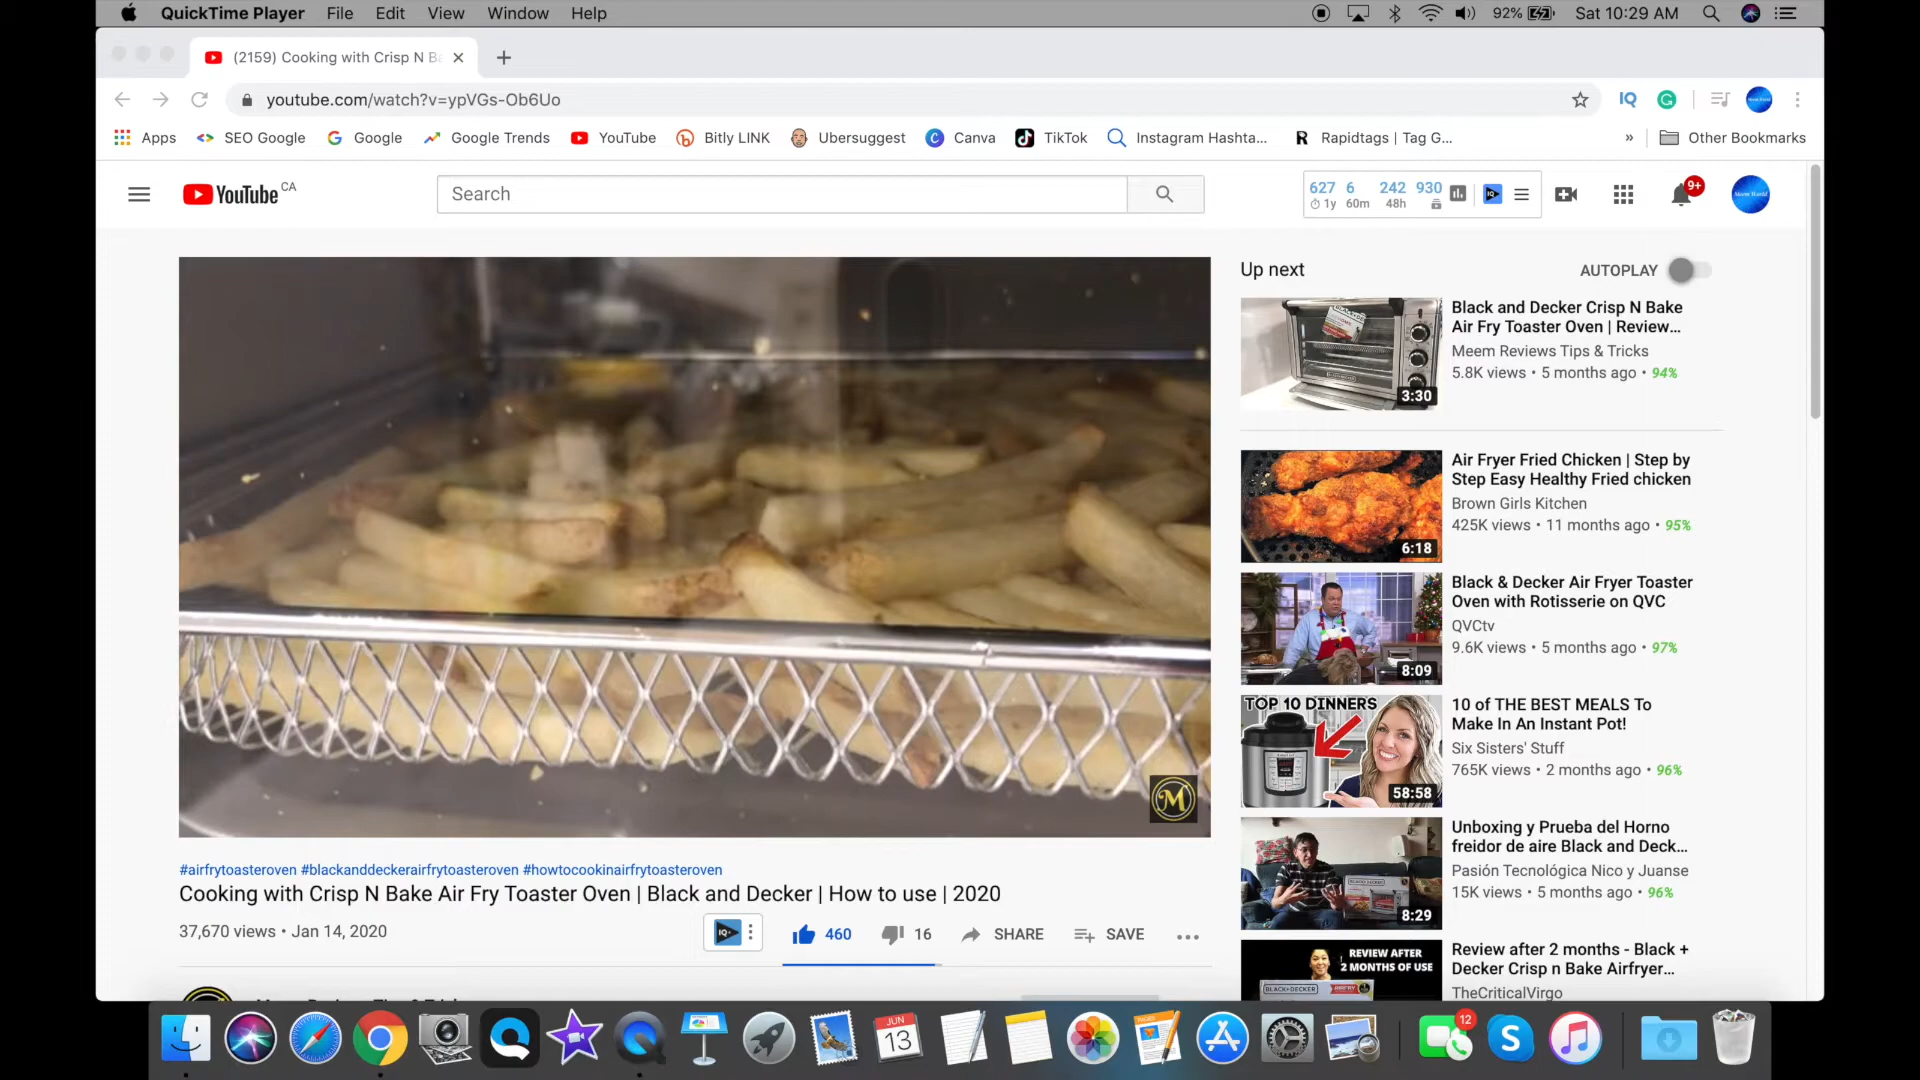 QuickTime Player File Edit View Window Help 92% Sat 10:29 AM
(2159) Cooking with Crisp N Ba
youtube.com/watch?v=ypVGs-Ob6Uo IQ
Apps SEO Google Google Google Trends YouTube Bitly LINK Ubersuggest Canva TikTok Instagram Hashta... Rapidtags | Tag G... » Other Bookmarks
YouTube CA Search 627 6 242 930 9+
1y 60m 48h
Up next AUTOPLAY
Black and Decker Crisp N Bake
Air Fry Toaster Oven | Review...
Meem Reviews Tips & Tricks
5.8K views • 5 months ago • 94%
3:30
Air Fryer Fried Chicken | Step by
Step Easy Healthy Fried chicken
Brown Girls Kitchen
425K views • 11 months ago • 95%
6:18
Black & Decker Air Fryer Toaster
Oven with Rotisserie on QVC
QVCtv
9.6K views • 5 months ago • 97%
8:09
TOP 10 DINNERS
10 of THE BEST MEALS To
Make In An Instant Pot!
Six Sisters' Stuff
765K views • 2 months ago • 96%
58:58
Unboxing y Prueba del Horno
freidor de aire Black and Deck...
Pasión Tecnológica Nico y Juanse
15K views • 5 months ago • 96%
8:29
REVIEW AFTER
2 MONTHS OF USE
BLACK+DECKER
Review after 2 months - Black +
Decker Crisp n Bake Airfryer...
TheCriticalVirgo
M
#airfrytoasteroven #blackanddeckerairfrytoasteroven #howtocookinairfrytoasteroven
Cooking with Crisp N Bake Air Fry Toaster Oven | Black and Decker | How to use | 2020
37,670 views • Jan 14, 2020 IQ 460 16 SHARE SAVE
JUN
13
PAGES
12